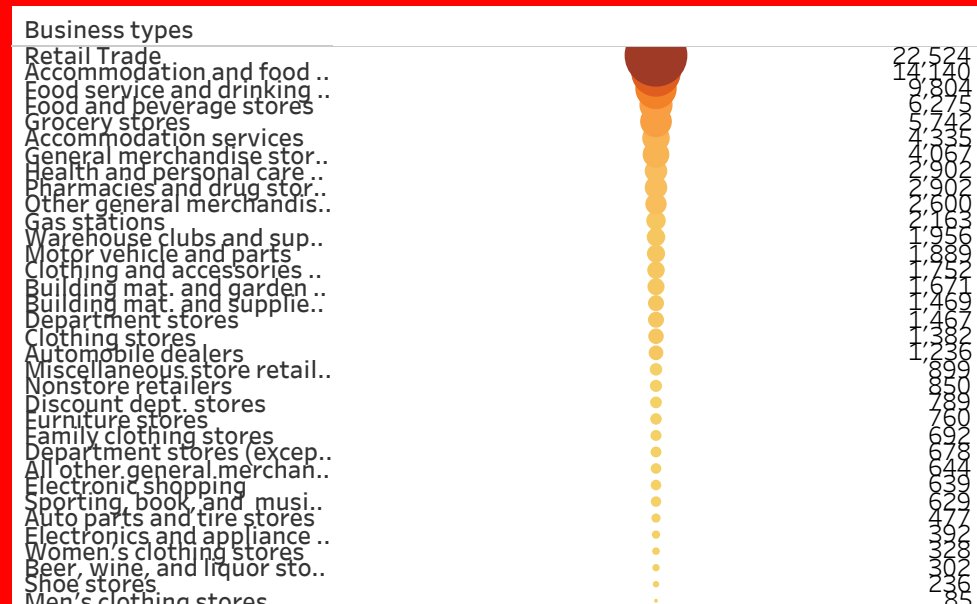 Business types
Retail Trade 22,524
Accommodation and food .. 14,140
Food service and drinking .. 9,804
Food and beverage stores 6,275
Grocery stores 5,742
Accommodation services 4,335
General merchandise stor.. 4,067
Health and personal care .. 2,902
Pharmacies and drug stor.. 2,902
Other general merchandis.. 2,600
Gas stations 2,163
Warehouse clubs and sup.. 1,956
Motor vehicle and parts 1,889
Clothing and accessories .. 1,752
Building mat. and garden .. 1,671
Building mat. and supplie.. 1,469
Department stores 1,467
Clothing stores 1,382
Automobile dealers 1,236
Miscellaneous store retail.. 899
Nonstore retailers 850
Discount dept. stores 789
Furniture stores 760
Family clothing stores 692
Department stores (excep.. 678
All other general merchan.. 644
Electronic shopping 639
Sporting, book, and musi.. 629
Auto parts and tire stores 477
Electronics and appliance .. 392
Women's clothing stores 328
Beer, wine, and liquor sto.. 302
Shoe stores 236
Men's clothing stores 85